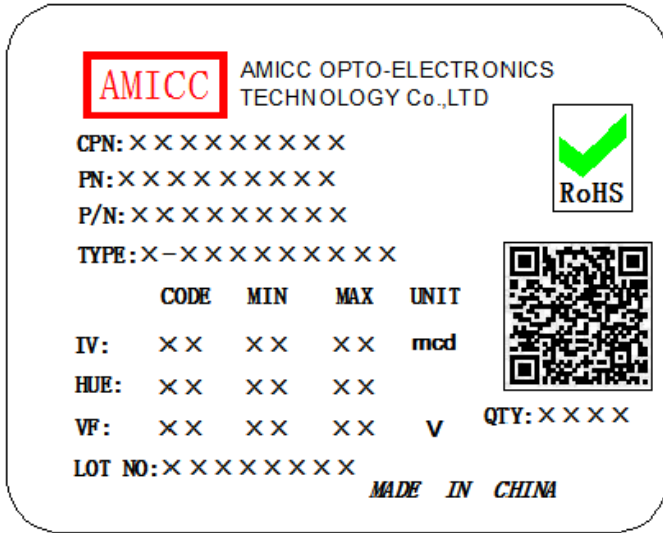 AMICC
AMICC OPTO-ELECTRONICS
TECHNOLOGY Co.,LTD
CPN:×××××××××
PN:×××××××××
RoHS
P/N:×××××××××
TYPE:×-×××××××××
CODE MIN MAX UNIT
IV: ×× ×× ×× mcd
HUE: ×× ×× ××
VF: ×× ×× ×× V
QTY:××××
LOT NO:××××××××
MADE IN CHINA